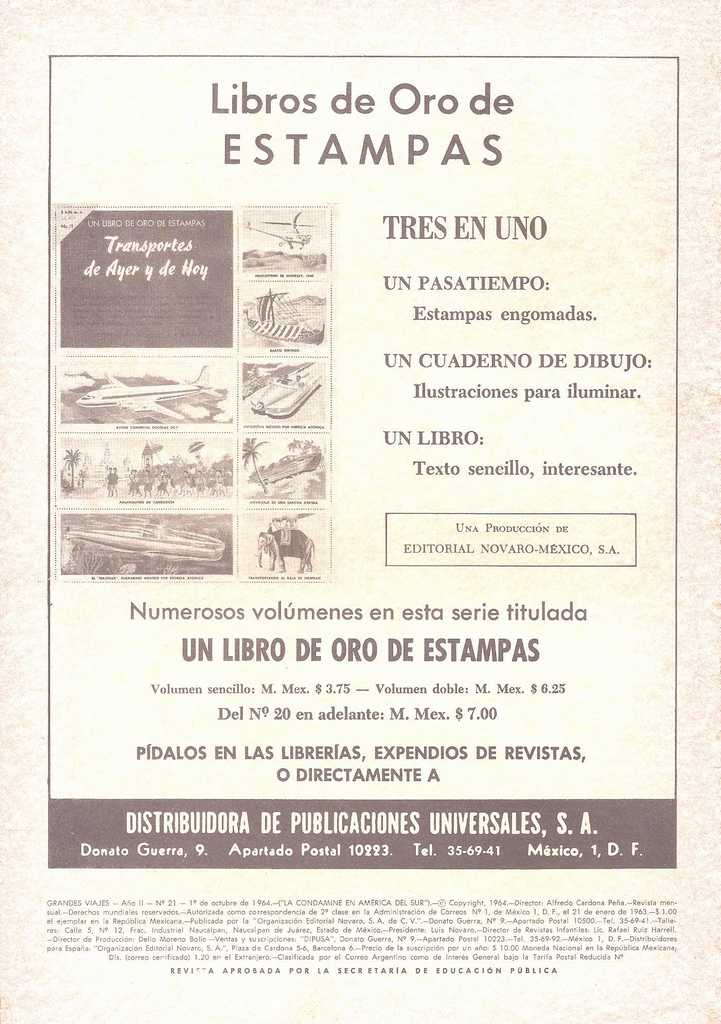 Libros de Oro de
ESTAMPAS
UN LIBRO DE ORO DE ESTAMPAS
Transportes
de Ayer y de Hoy
TRES EN UNO
UN PASATIEMPO:
Estampas engomadas.
UN CUADERNO DE DIBUJO:
Ilustraciones para iluminar.
UN LIBRO:
Texto sencillo, interesante.
UNA PRODUCCIÓN DE
EDITORIAL NOVARO-MÉXICO, S.A.
Numerosos volúmenes en esta serie titulada
UN LIBRO DE ORO DE ESTAMPAS
Volumen sencillo: M. Mex. $ 3.75 — Volumen doble: M. Mex. $ 6.25
Del Nº 20 en adelante: M. Mex. $ 7.00
PÍDALOS EN LAS LIBRERÍAS, EXPENDIOS DE REVISTAS,
O DIRECTAMENTE A
DISTRIBUIDORA DE PUBLICACIONES UNIVERSALES, S. A.
Donato Guerra, 9. Apartado Postal 10223. Tel. 35-69-41 México, 1, D. F.
GRANDES VIAJES — Año II — Nº 21 — 1º de octubre de 1964.—("LA CONDAMINE EN AMÉRICA DEL SUR").—© Copyright, 1964.—Director: Alfredo Cardona Peña.—Revista men-
sual.—Derechos mundiales reservados.—Autorizada como correspondencia de 2ª clase en la Administración de Correos Nº 1, de México 1, D. F., el 21 de enero de 1963.—$ 1.00
el ejemplar en la República Mexicana.—Publicada por la "Organización Editorial Novaro, S. A. de C. V.".—Donato Guerra, Nº 9.—Apartado Postal 10500.—Tel. 35-69-41.—Talle-
res: Calle 5, Nº 12, Frac. Industrial Naucalpan, Naucalpan de Juárez, Estado de México.—Presidente: Luis Novaro.—Director de Revistas Infantiles: Lic. Rafael Ruiz Harrell.
—Director de Producción: Delio Moreno Bolio —Ventas y suscripciones: "DIPUSA", Donato Guerra, Nº 9.—Apartado Postal 10223.—Tel. 35-69-92.—México 1, D. F.—Distribuidores
para España: "Organización Editorial Novaro, S. A.", Plaza de Cardona 5-6, Barcelona 6.—Precio de la suscripción por un año: $ 10.00 Moneda Nacional en la República Mexicana;
Dls. (correo certificado) 1.20 en el Extranjero.—Clasificada por el Correo Argentino como de Interés General bajo la Tarifa Postal Reducida Nº
APROBADA POR LA SECRETARÍA DE EDUCACIÓN PÚBLICA